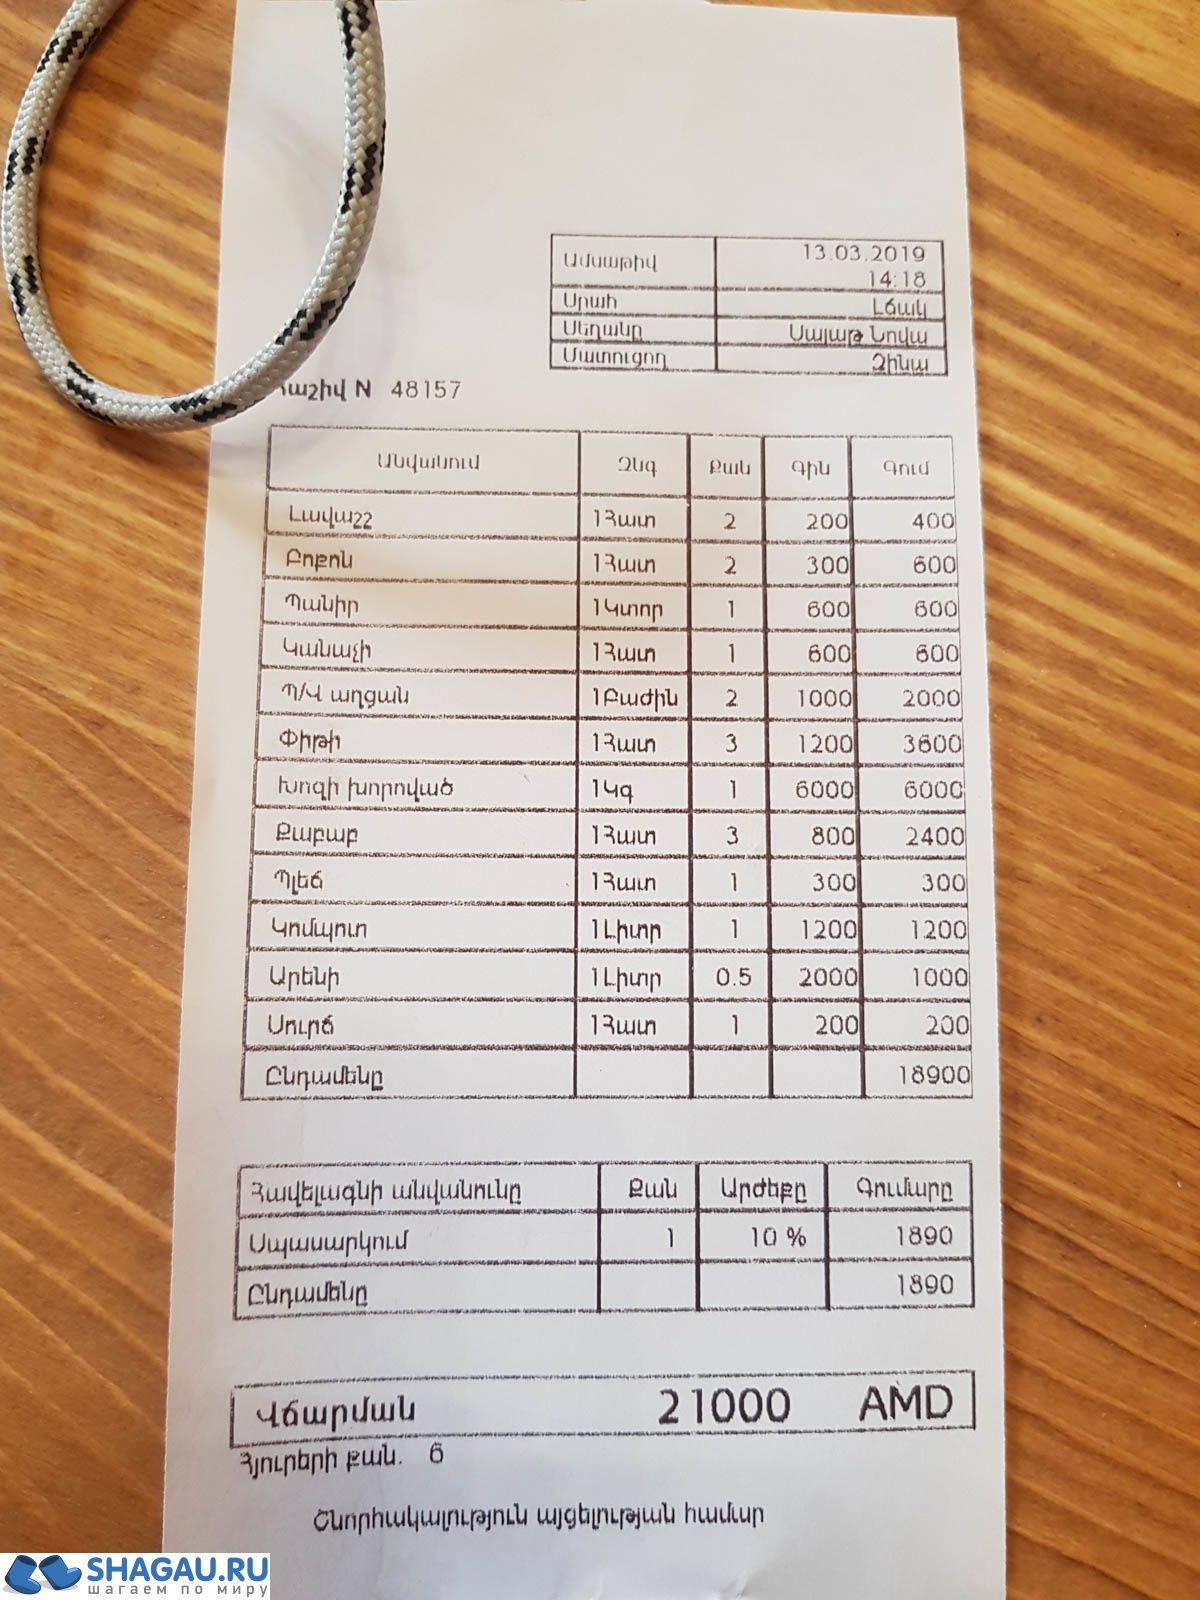 Ամսաթիվ 13.03.2019
14:18
Սրահ Լճակ
Սեղանը Սայաթ Նովա
Մատուցող Զինա
հաշիվ N 48157
Անվանում Չնգ Քան Գին Գում
Լավաշշ 1Հատ 2 200 400
Բոքոն 1Հատ 2 300 600
Պանիր 1Կտոր 1 600 600
Կանաչի 1Հատ 1 600 600
Պ/Վ աղցան 1Բաժին 2 1000 2000
Փիթի 1Հատ 3 1200 3600
Խոզի խորոված 1Կգ 1 6000 6000
Քաբաբ 1Հատ 3 800 2400
Պլեճ 1Հատ 1 300 300
Կոմպոտ 1Լիտր 1 1200 1200
Արենի 1Լիտր 0.5 2000 1000
Սուրճ 1Հատ 1 200 200
Ընդամենը 18900
Հավելագնի անվանունը Քան Արժեքը Գումարը
Սպասարկում 1 10 % 1890
Ընդամենը 1890
Վճարման 21000 AMD
Հյուրերի քան. 6
Շնորհակալություն այցելության համար
SHAGAU.RU
шагаем по миру